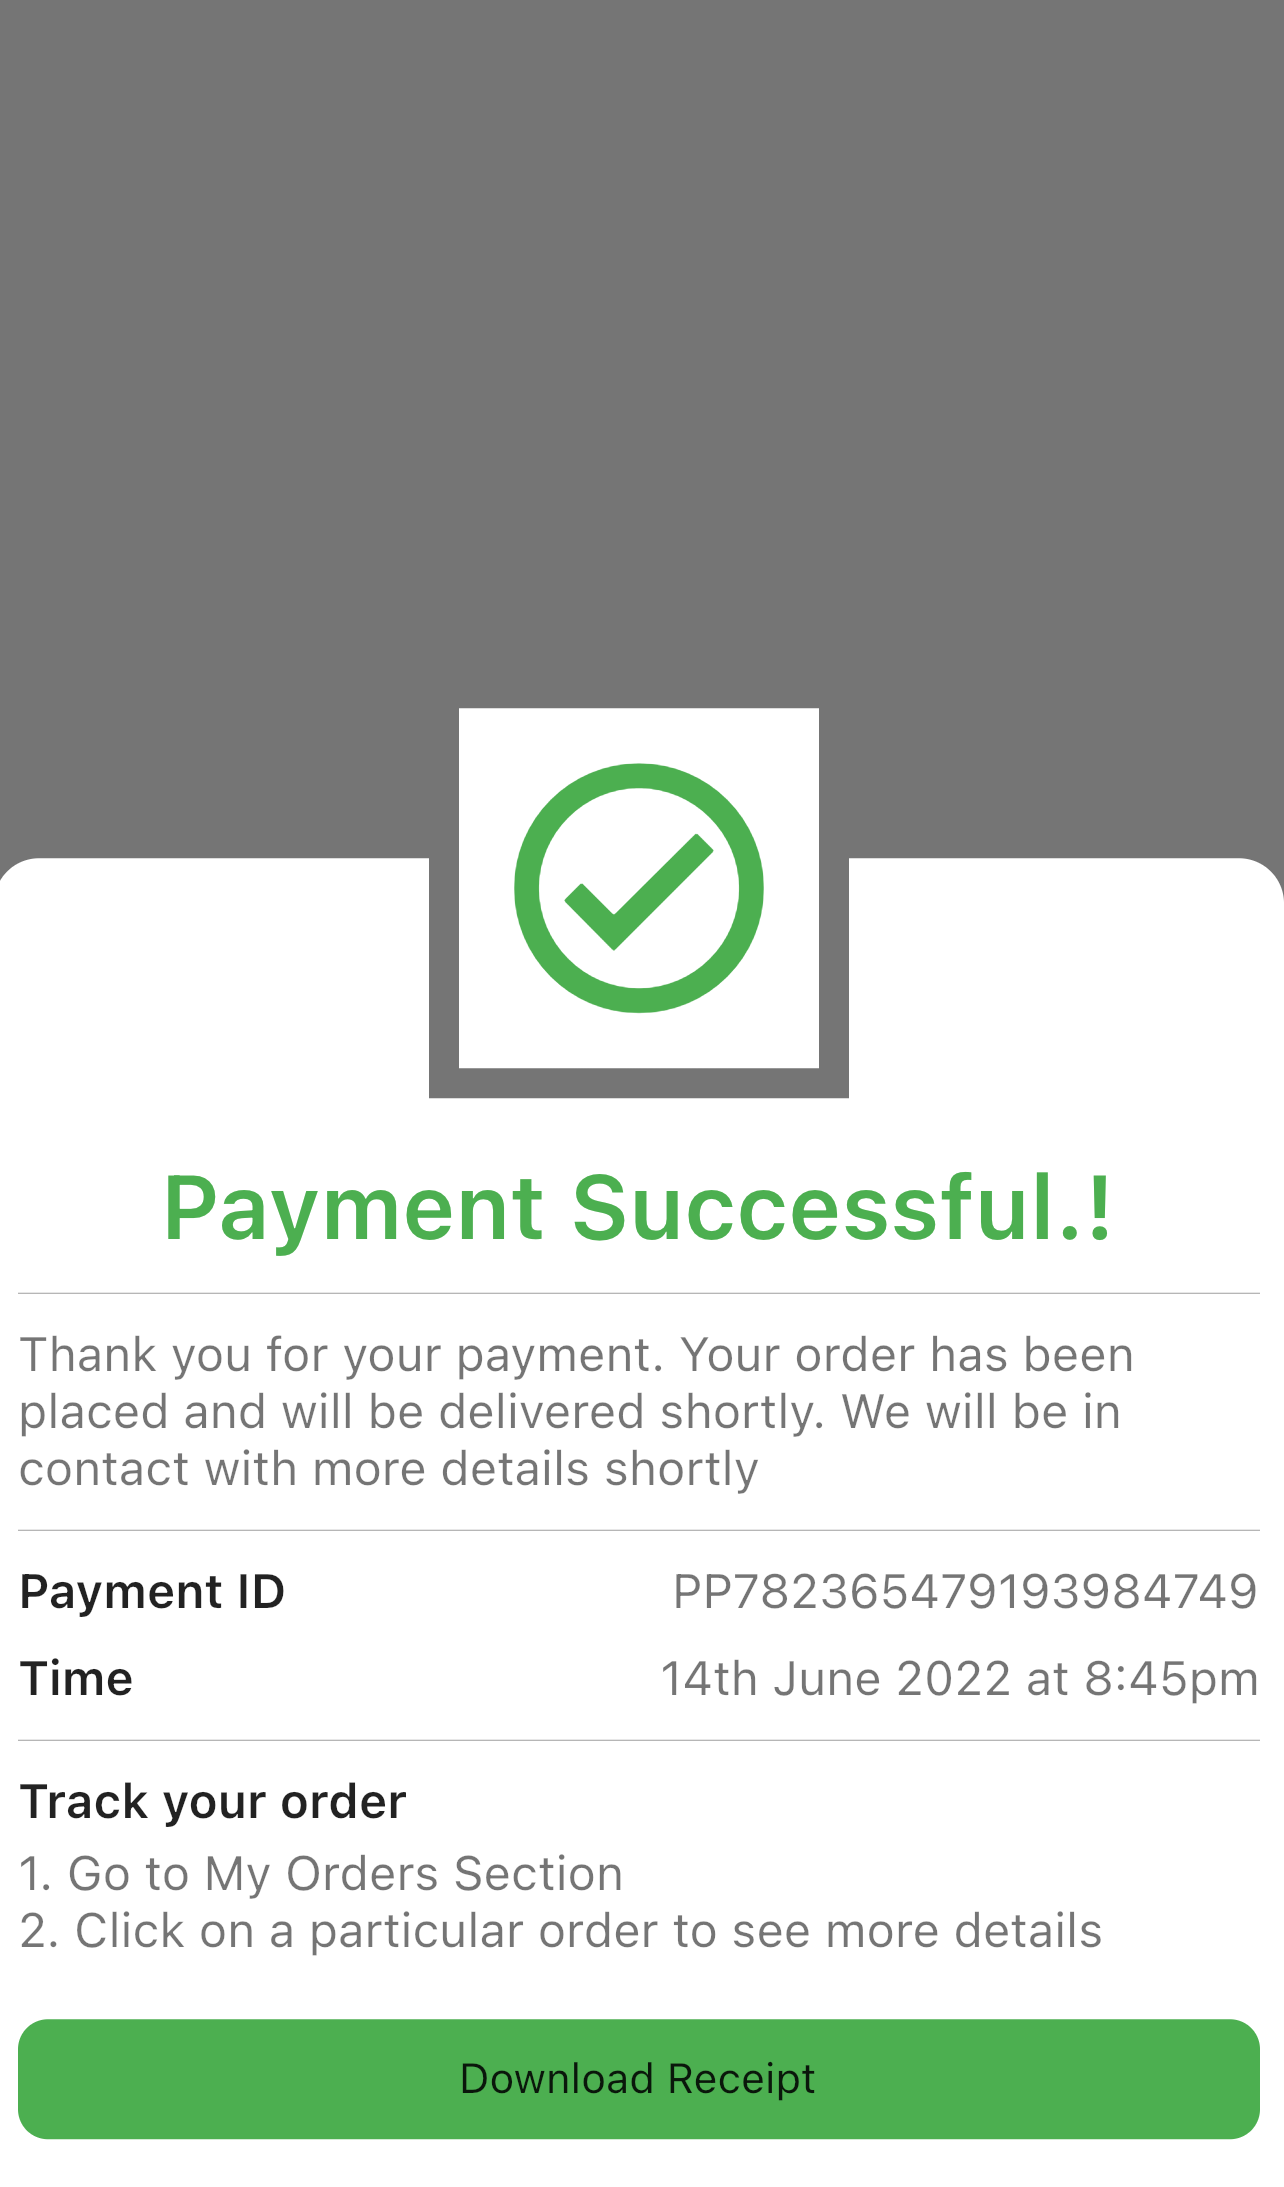 Payment Successful.!
Thank you for your payment. Your order has been
placed and will be delivered shortly. We will be in
contact with more details shortly
Payment ID PP782365479193984749
Time 14th June 2022 at 8:45pm
Track your order
1. Go to My Orders Section
2. Click on a particular order to see more details
Download Receipt